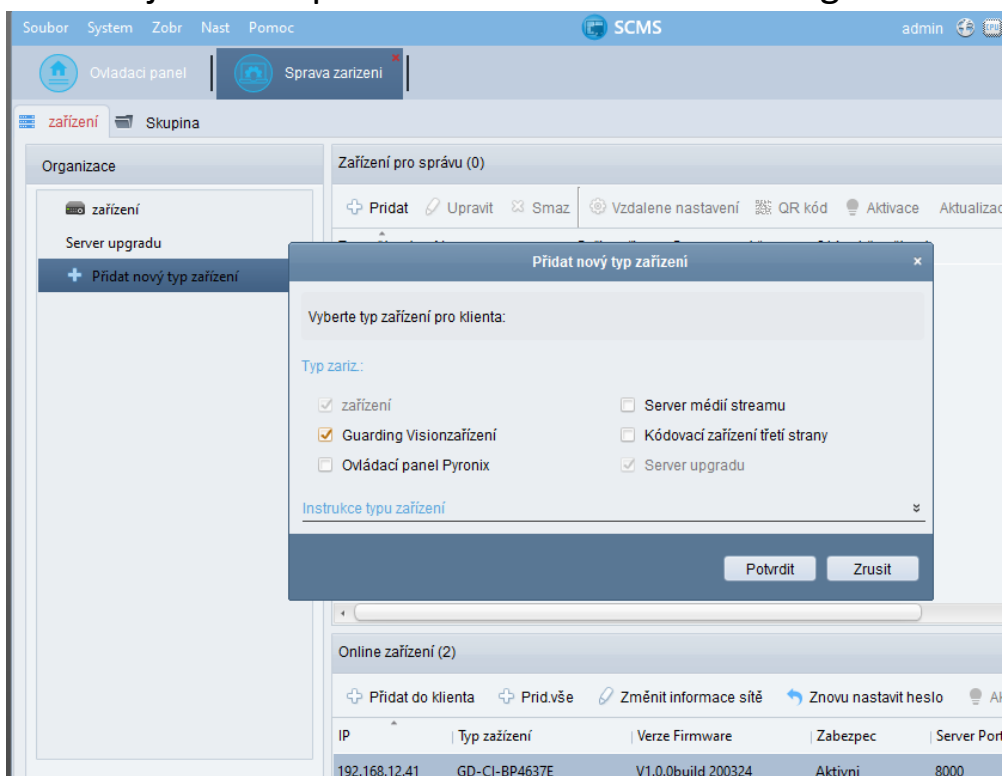 Soubor System Zobr Nast Pomoc SCMS admin
Ovladaci panel Sprava zarizeni
zařízení Skupina
Organizace
zařízení
Server upgradu
Přidat nový typ zařízení
Zařízení pro správu (0)
Pridat Upravit Smaz Vzdalene nastavení QR kód Aktivace Aktualizac
Přidat nový typ zařízení
Vyberte typ zařízení pro klienta:
Typ zariz.:
zařízení Server médií streamu
Guarding Visionzařízení Kódovací zařízení třetí strany
Ovládací panel Pyronix Server upgradu
Instrukce typu zařízení
Potvrdit Zrusit
Online zařízení (2)
Přidat do klienta Prid.vše Změnit informace sítě Znovu nastavit heslo Ak
IP Typ zažízení Verze Firmware Zabezpec Server Port
192.168.12.41 GD-CI-BP4637E V1.0.0build 200324 Aktivni 8000